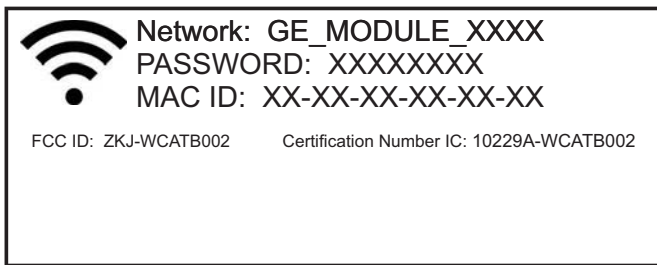 Network: GE_MODULE_XXXX
PASSWORD: XXXXXXXX
MAC ID: XX-XX-XX-XX-XX-XX
FCC ID: ZKJ-WCATB002 Certification Number IC: 10229A-WCATB002